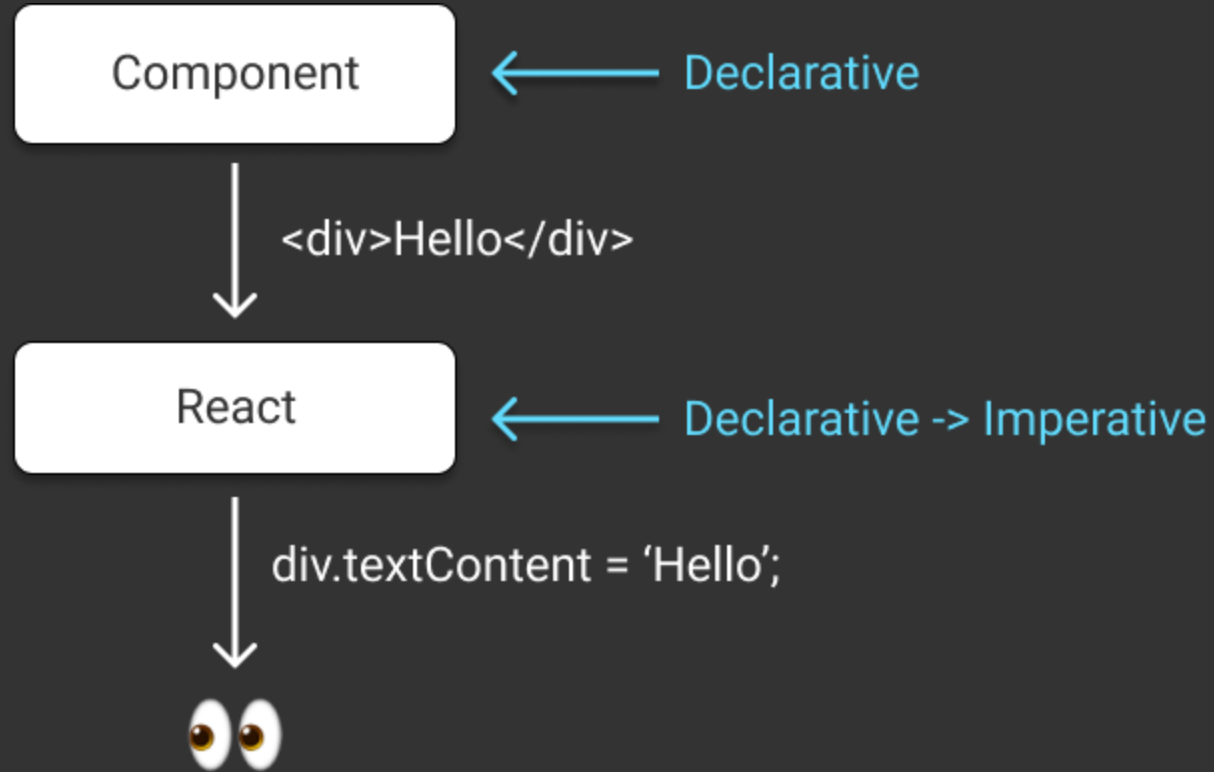 Component
Declarative
<div>Hello</div>
React
Declarative -> Imperative
div.textContent = ‘Hello’;